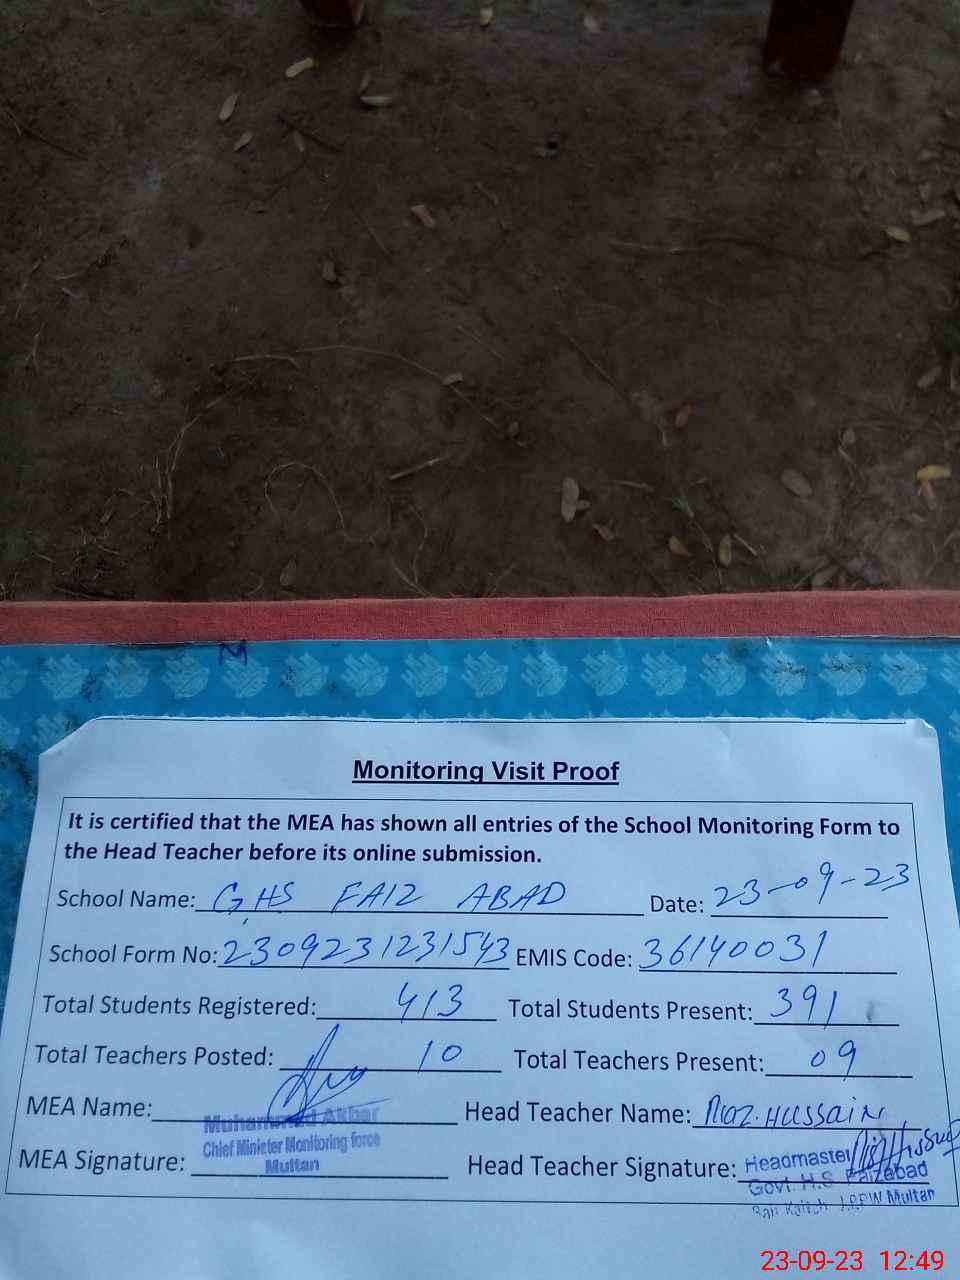 Monitoring Visit Proof
It is certified that the MEA has shown all entries of the School Monitoring Form to
the Head Teacher before its online submission.
School Name: GHS FAIZ ABAD Date: 23-09-23
School Form No: 2309231231543 EMIS Code: 36140031
Total Students Registered: 413 Total Students Present: 391
Total Teachers Posted: 10 Total Teachers Present: 09
MEA Name: Muhammad Akbar Head Teacher Name: Riaz Hussain
Chief Minister Monitoring force
MEA Signature: Multan Head Teacher Signature: Headmaster
Govt. H.S Faizabad
Multan
23-09-23 12:49